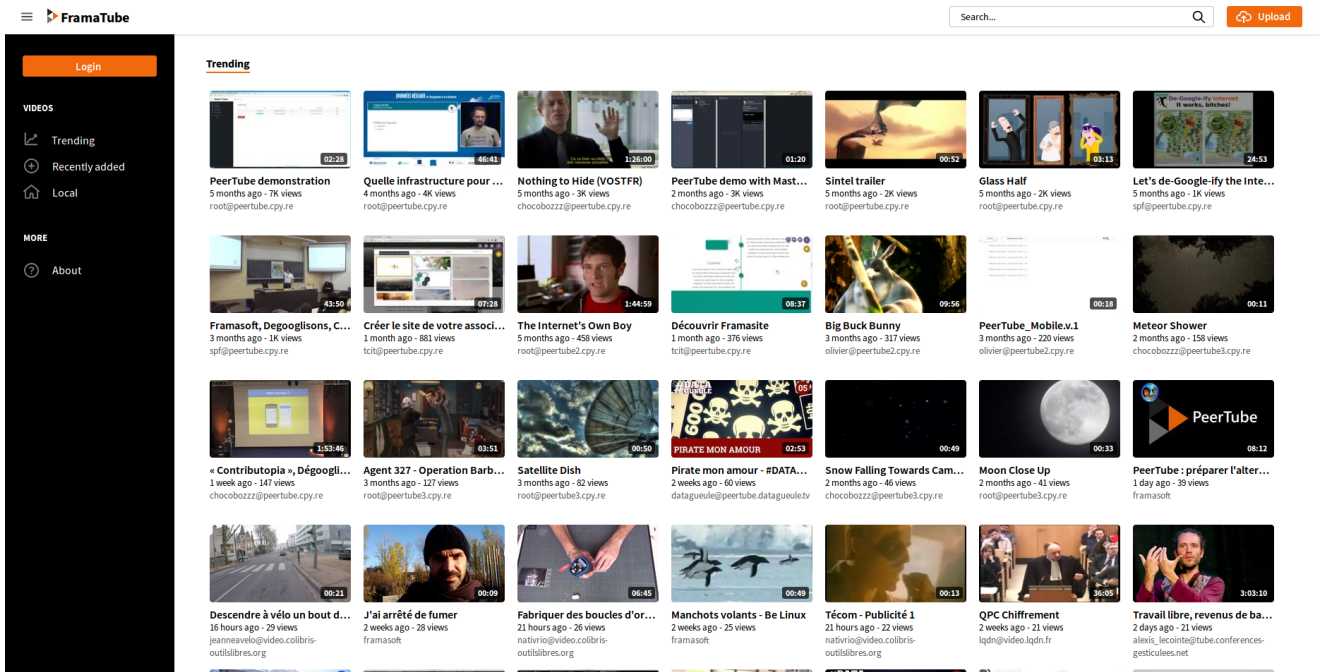 FramaTube
Search...
Upload
Login
VIDEOS
Trending
Recently added
Local
MORE
About
Trending
02:28
46:41
1:26:00
01:20
00:52
03:13
De-Google-ify Internet
It works, bitches!
24:53
PeerTube demonstration
5 months ago - 7K views
root@peertube.cpy.re
Quelle infrastructure pour ...
4 months ago - 4K views
root@peertube.cpy.re
Nothing to Hide (VOSTFR)
5 months ago - 3K views
chocobozzz@peertube.cpy.re
PeerTube demo with Mast...
2 months ago - 3K views
chocobozzz@peertube.cpy.re
Sintel trailer
5 months ago - 2K views
root@peertube.cpy.re
Glass Half
5 months ago - 2K views
root@peertube.cpy.re
Let's de-Google-ify the Inte...
5 months ago - 1K views
spf@peertube.cpy.re
43:50
07:28
1:44:59
08:37
09:56
00:18
00:11
Framasoft, Degooglisons, C...
3 months ago - 1K views
spf@peertube.cpy.re
Créer le site de votre associ...
1 month ago - 881 views
tcit@peertube.cpy.re
The Internet's Own Boy
5 months ago - 458 views
root@peertube2.cpy.re
Découvrir Framasite
1 month ago - 376 views
tcit@peertube.cpy.re
Big Buck Bunny
3 months ago - 317 views
olivier@peertube2.cpy.re
PeerTube_Mobile.v.1
3 months ago - 220 views
olivier@peertube2.cpy.re
Meteor Shower
2 months ago - 158 views
chocobozzz@peertube3.cpy.re
1:53:46
03:51
00:50
#DATA
600
05
PIRATE MON AMOUR
02:53
00:49
00:33
PeerTube
08:12
« Contributopia », Dégoogli...
1 week ago - 147 views
chocobozzz@peertube.cpy.re
Agent 327 - Operation Barb...
3 months ago - 127 views
root@peertube3.cpy.re
Satellite Dish
3 months ago - 82 views
root@peertube3.cpy.re
Pirate mon amour - #DATA...
2 weeks ago - 60 views
datagueule@peertube.datagueule.tv
Snow Falling Towards Cam...
2 months ago - 46 views
chocobozzz@peertube3.cpy.re
Moon Close Up
2 months ago - 41 views
root@peertube3.cpy.re
PeerTube : préparer l'alter...
1 day ago - 39 views
framasoft
00:21
00:09
06:45
00:49
00:13
36:05
3:03:10
Descendre à vélo un bout d...
16 hours ago - 29 views
jeanneavelo@video.colibris-
outilslibres.org
J'ai arrêté de fumer
2 weeks ago - 28 views
framasoft
Fabriquer des boucles d'or...
21 hours ago - 26 views
nativrio@video.colibris-
outilslibres.org
Manchots volants - Be Linux
2 weeks ago - 25 views
framasoft
Técom - Publicité 1
21 hours ago - 22 views
nativrio@video.colibris-
outilslibres.org
QPC Chiffrement
2 weeks ago - 21 views
lqdn@video.lqdn.fr
Travail libre, revenus de ba...
2 days ago - 21 views
alexis_lecointe@tube.conferences-
gesticulees.net